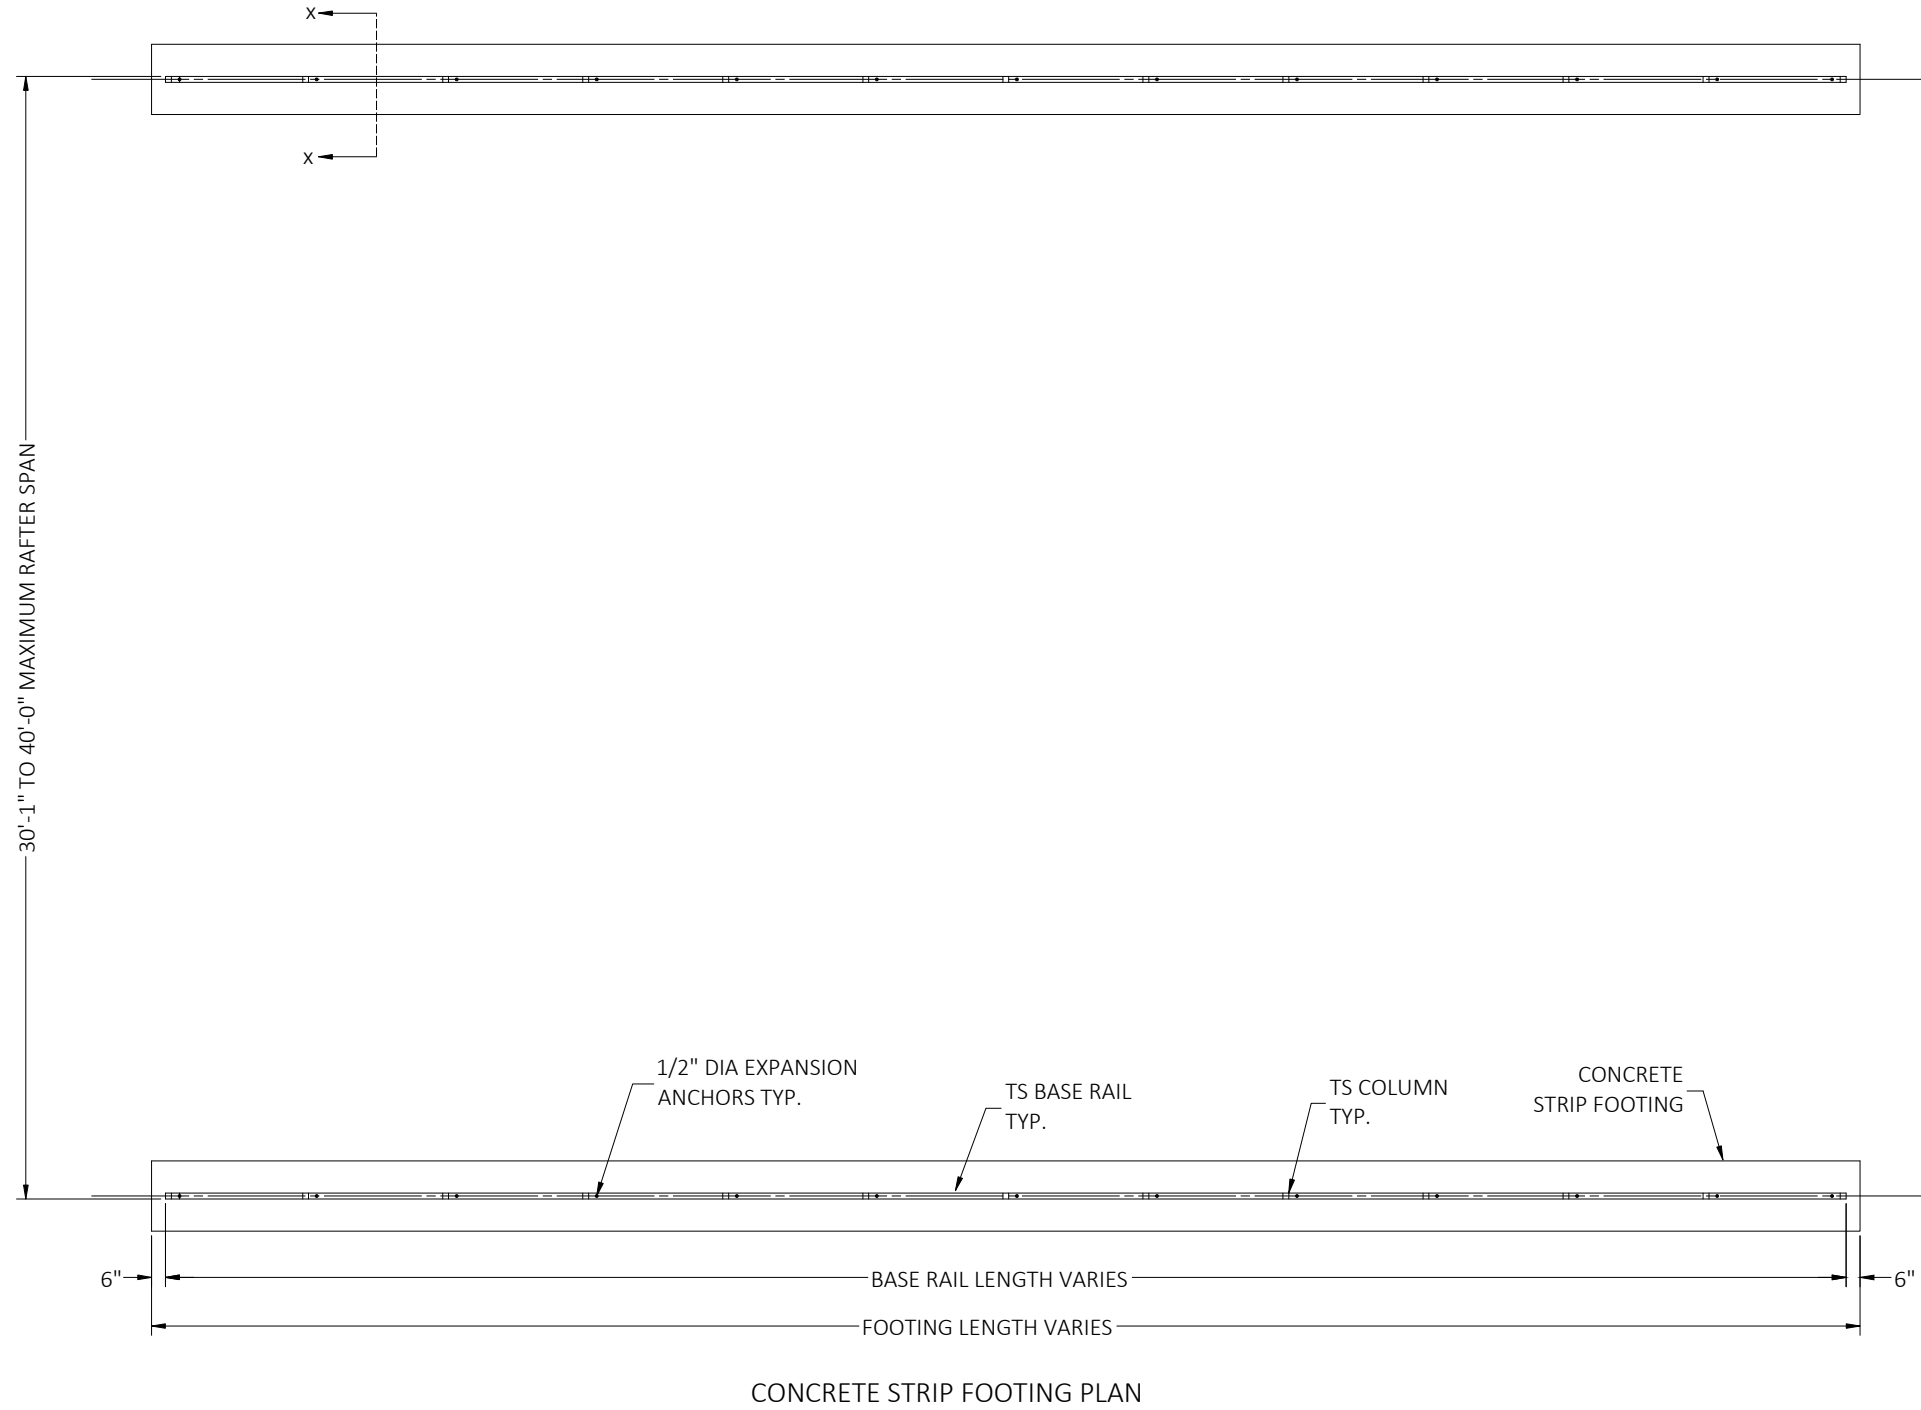 X
X
30'-1" TO 40'-0" MAXIMUM RAFTER SPAN
1/2" DIA EXPANSION
ANCHORS TYP.
TS BASE RAIL
TYP.
TS COLUMN
TYP.
CONCRETE
STRIP FOOTING
6"
BASE RAIL LENGTH VARIES
6"
FOOTING LENGTH VARIES
CONCRETE STRIP FOOTING PLAN